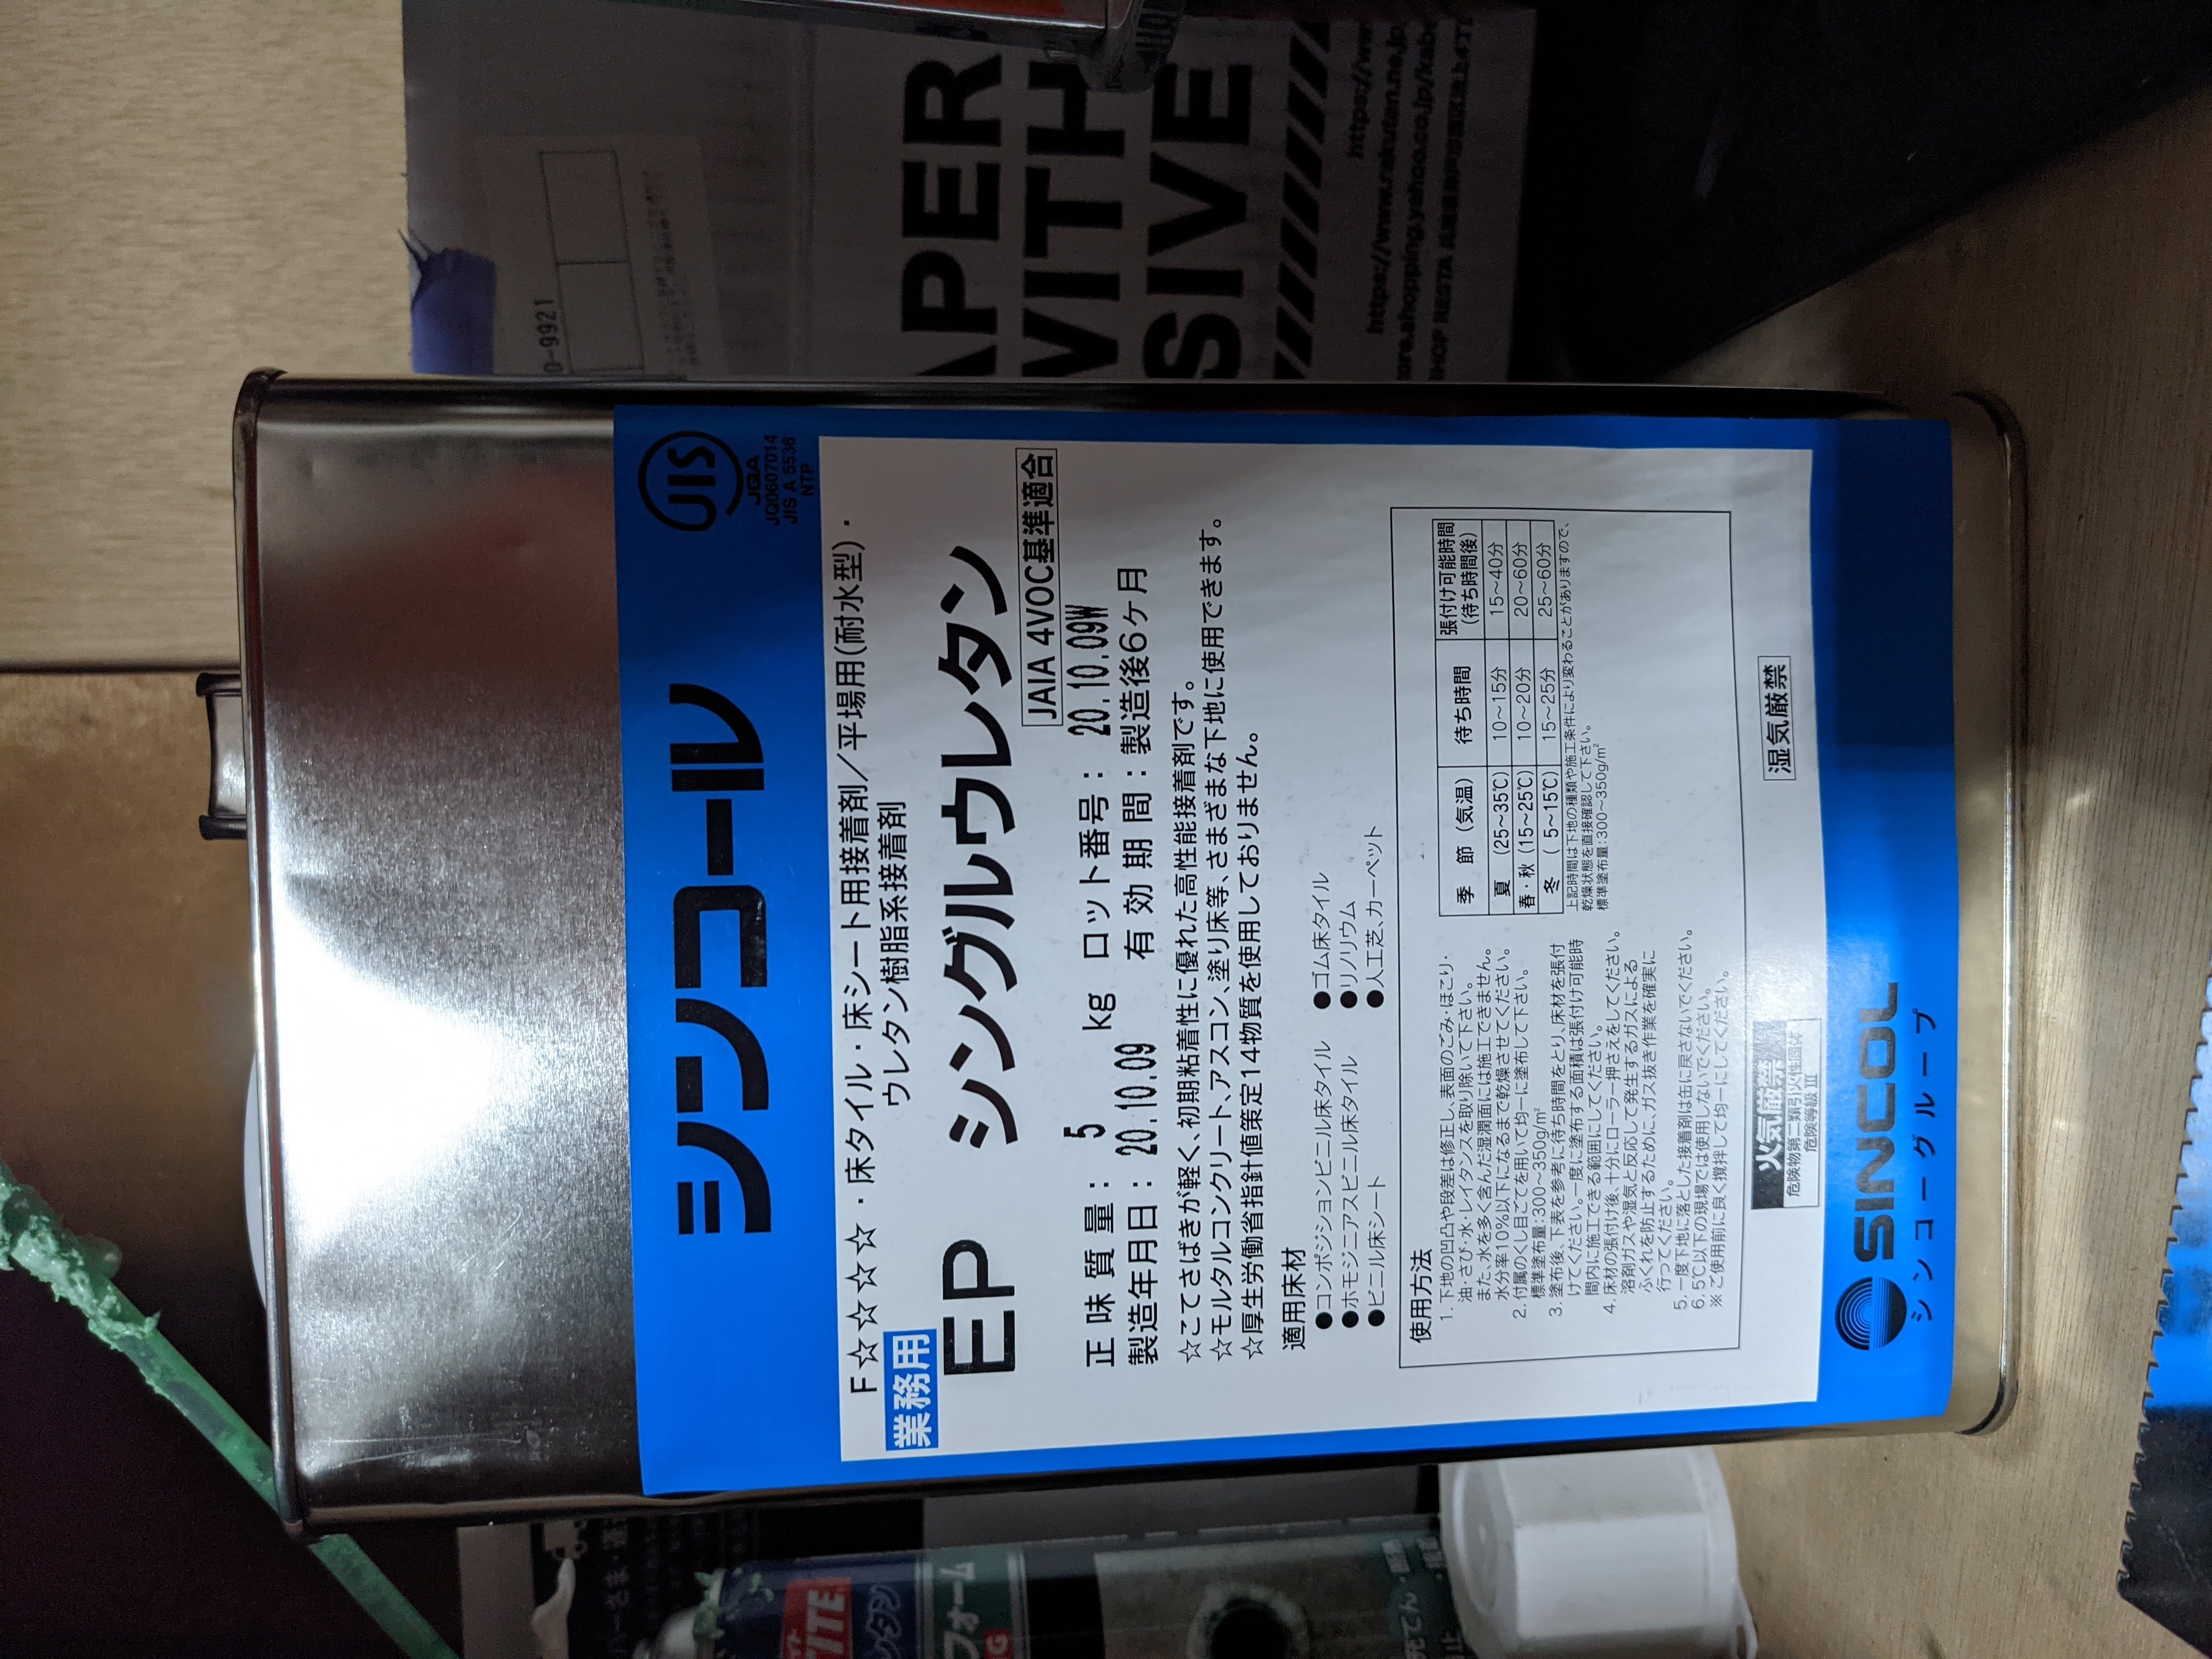 シンコール
JIS
JQA
JQ0607014
JIS A 5536
NTP
F☆☆☆☆・床タイル・床シート用接着剤／平場用(耐水型)・
ウレタン樹脂系接着剤
業務用
EP シングルウレタン
JAIA 4VOC基準適合
正味質量： 5 kg ロット番号： 20.10.09W
製造年月日： 20.10.09 有効期間：製造後6ヶ月
☆こてさばきが軽く、初期粘着性に優れた高性能接着剤です。
☆モルタルコンクリート、アスコン、塗り床等、さまざまな下地に使用できます。
☆厚生労働省指針値策定14物質を使用しておりません。
適用床材
●コンポジションビニル床タイル ●ゴム床タイル
●ホモジニアスビニル床タイル ●リノリウム
●ビニル床シート ●人工芝、カーペット
使用方法
1. 下地の凹凸や段差は修正し、表面のごみ・ほこり・
油・さび・水・レイタンスを取り除いて下さい。
また、水を多く含んだ湿潤面には施工できません。
水分率10%以下になるまで乾燥させてください。
2. 付属のくし目ごてを用いて均一に塗布して下さい。
標準塗布量：300〜350g/㎡
3. 塗布後、下表を参考に待ち時間をとり、床材を張付
けてください。一度に塗布する面積は張付け可能時
間内に施工できる範囲にしてください。
4. 床材の張付け後、十分にローラー押さえをしてください。
溶剤ガスや湿気と反応して発生するガスによる
ふくれを防止するために、ガス抜き作業を確実に
行ってください。
5. 一度下地に落とした接着剤は缶に戻さないでください。
6. 5℃以下の現場では使用しないでください。
※ご使用前に良く攪拌して均一にしてください。
季 節 (気温) 待ち時間 張付け可能時間(待ち時間後)
夏 (25〜35℃) 10〜15分 15〜40分
春・秋 (15〜25℃) 10〜20分 20〜60分
冬 ( 5〜15℃) 15〜25分 25〜60分
上記時間は下地の種類や施工条件により変わることがありますので、
乾燥状態を直接確認して下さい。
標準塗布量：300〜350g/㎡
火気厳禁
危険物第二類引火性固体
危険等級 III
湿気厳禁
SINCOL
シンコーグループ
0-9921
APER
WITH
SIVE
https://ww
https://www.rakuten.ne.jp/
ore.shopping.yahoo.co.jp/kabe
SHOP RESTA
イト
TITE
レタン
フォーム
バーさま・運
充てん・断熱